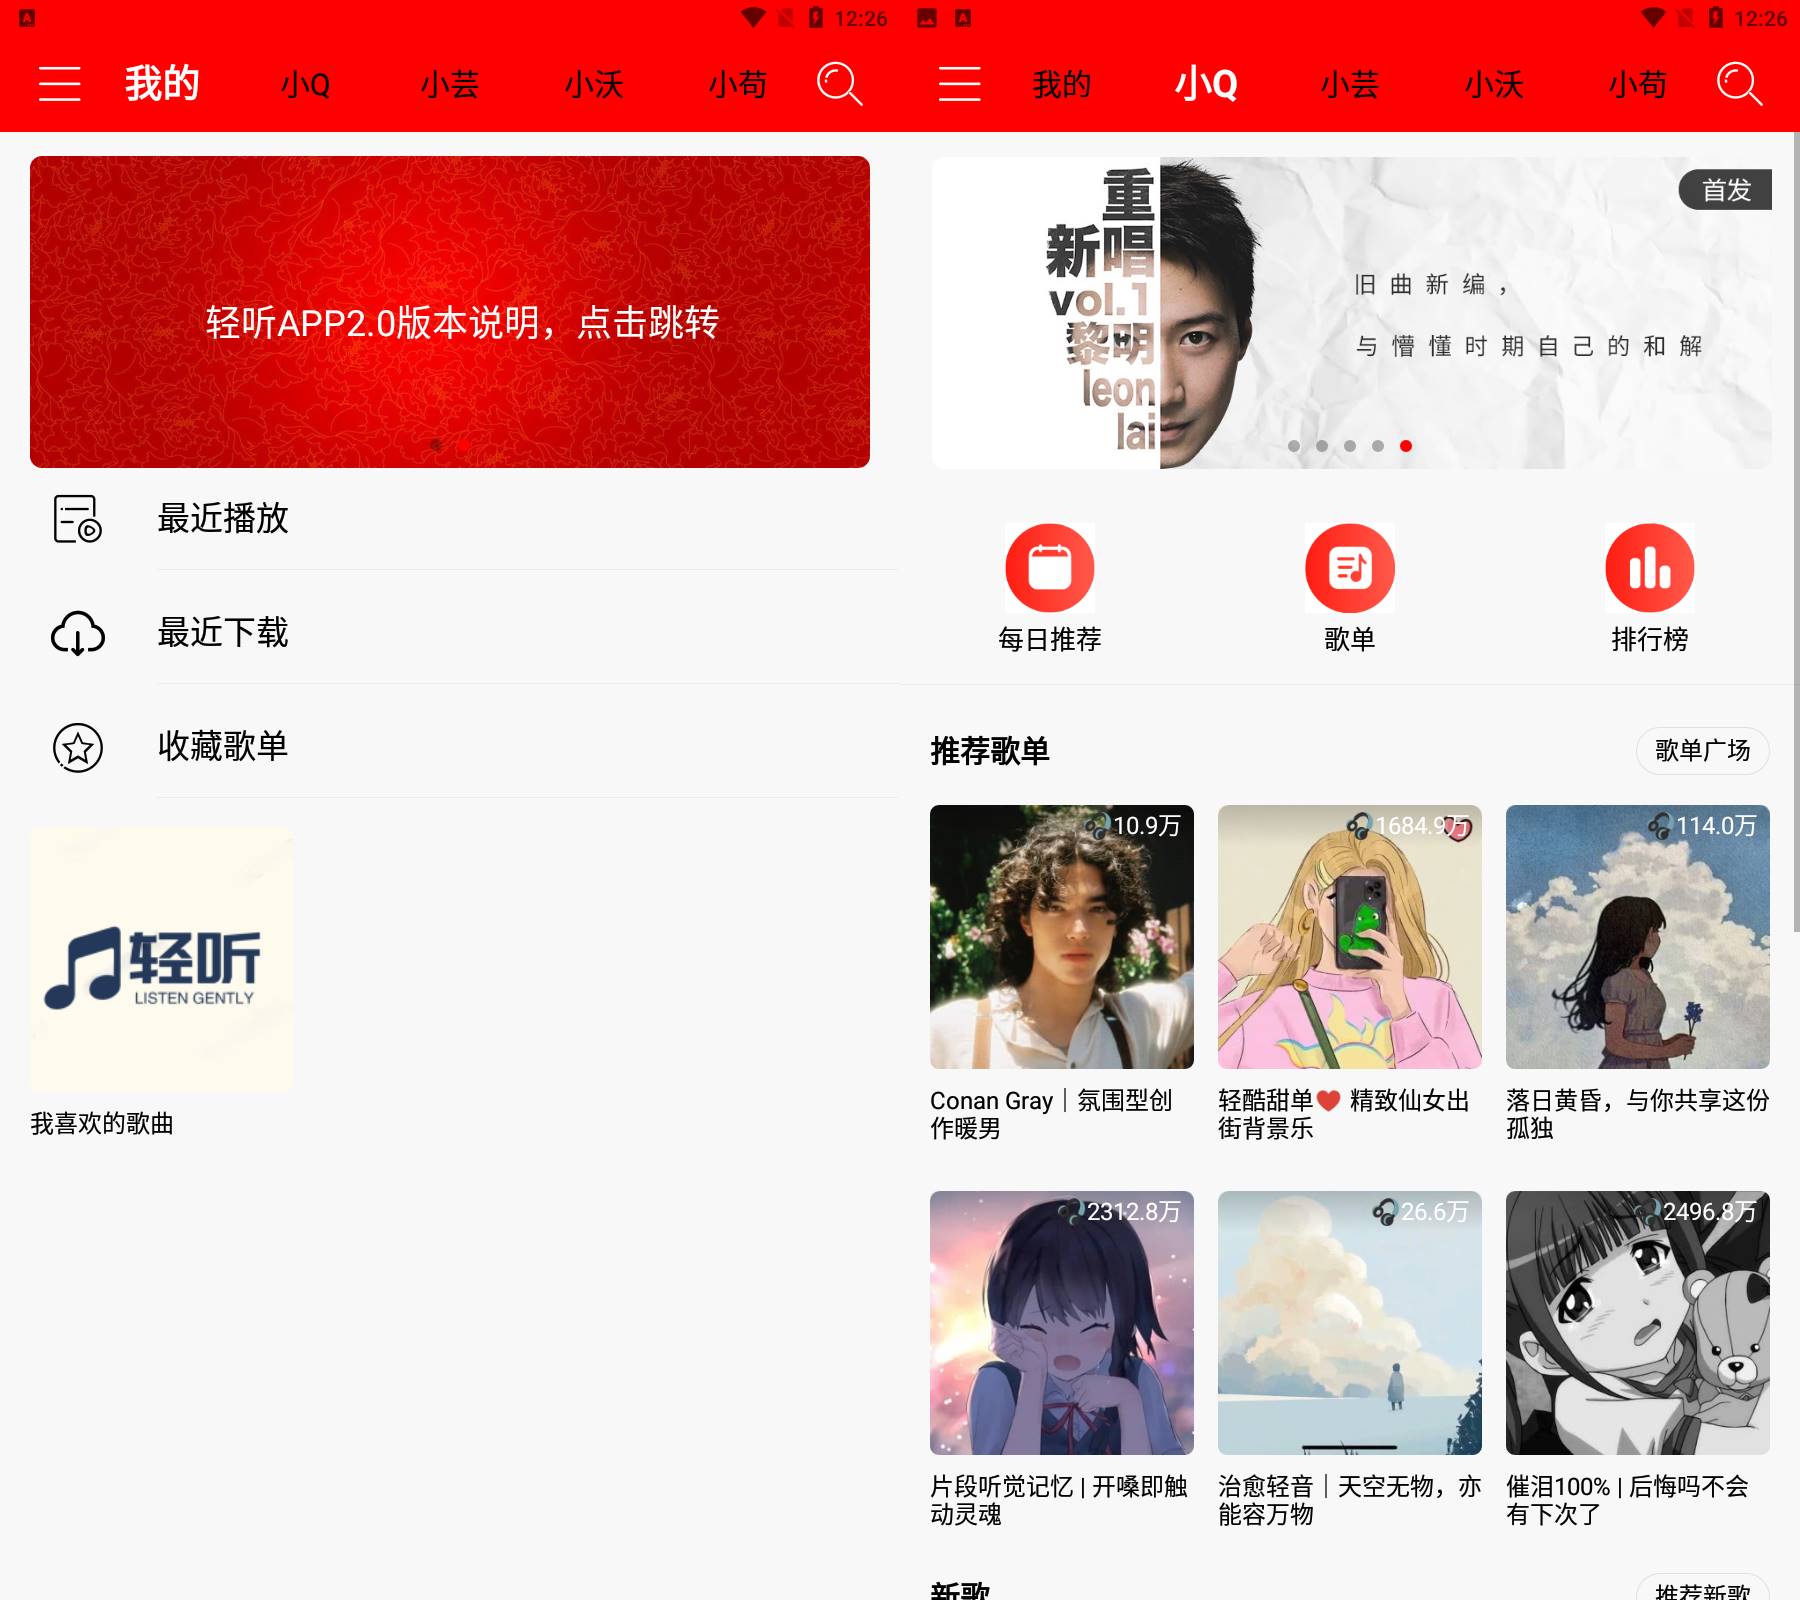 12:26
我的
小Q
小芸
小沃
小苟
轻听APP2.0版本说明，点击跳转
最近播放
最近下载
收藏歌单
轻听
LISTEN GENTLY
我喜欢的歌曲
12:26
我的
小Q
小芸
小沃
小苟
重
新唱
vol.1
黎明
leon
lai
首发
旧曲新编，
与懵懂时期自己的和解
每日推荐
歌单
排行榜
推荐歌单
歌单广场
10.9万
1684.9万
114.0万
Conan Gray｜氛围型创
作暖男
轻酷甜单❤️ 精致仙女出
街背景乐
落日黄昏，与你共享这份
孤独
2312.8万
26.6万
2496.8万
片段听觉记忆 | 开嗓即触
动灵魂
治愈轻音｜天空无物，亦
能容万物
催泪100% | 后悔吗不会
有下次了
新歌
推荐新歌